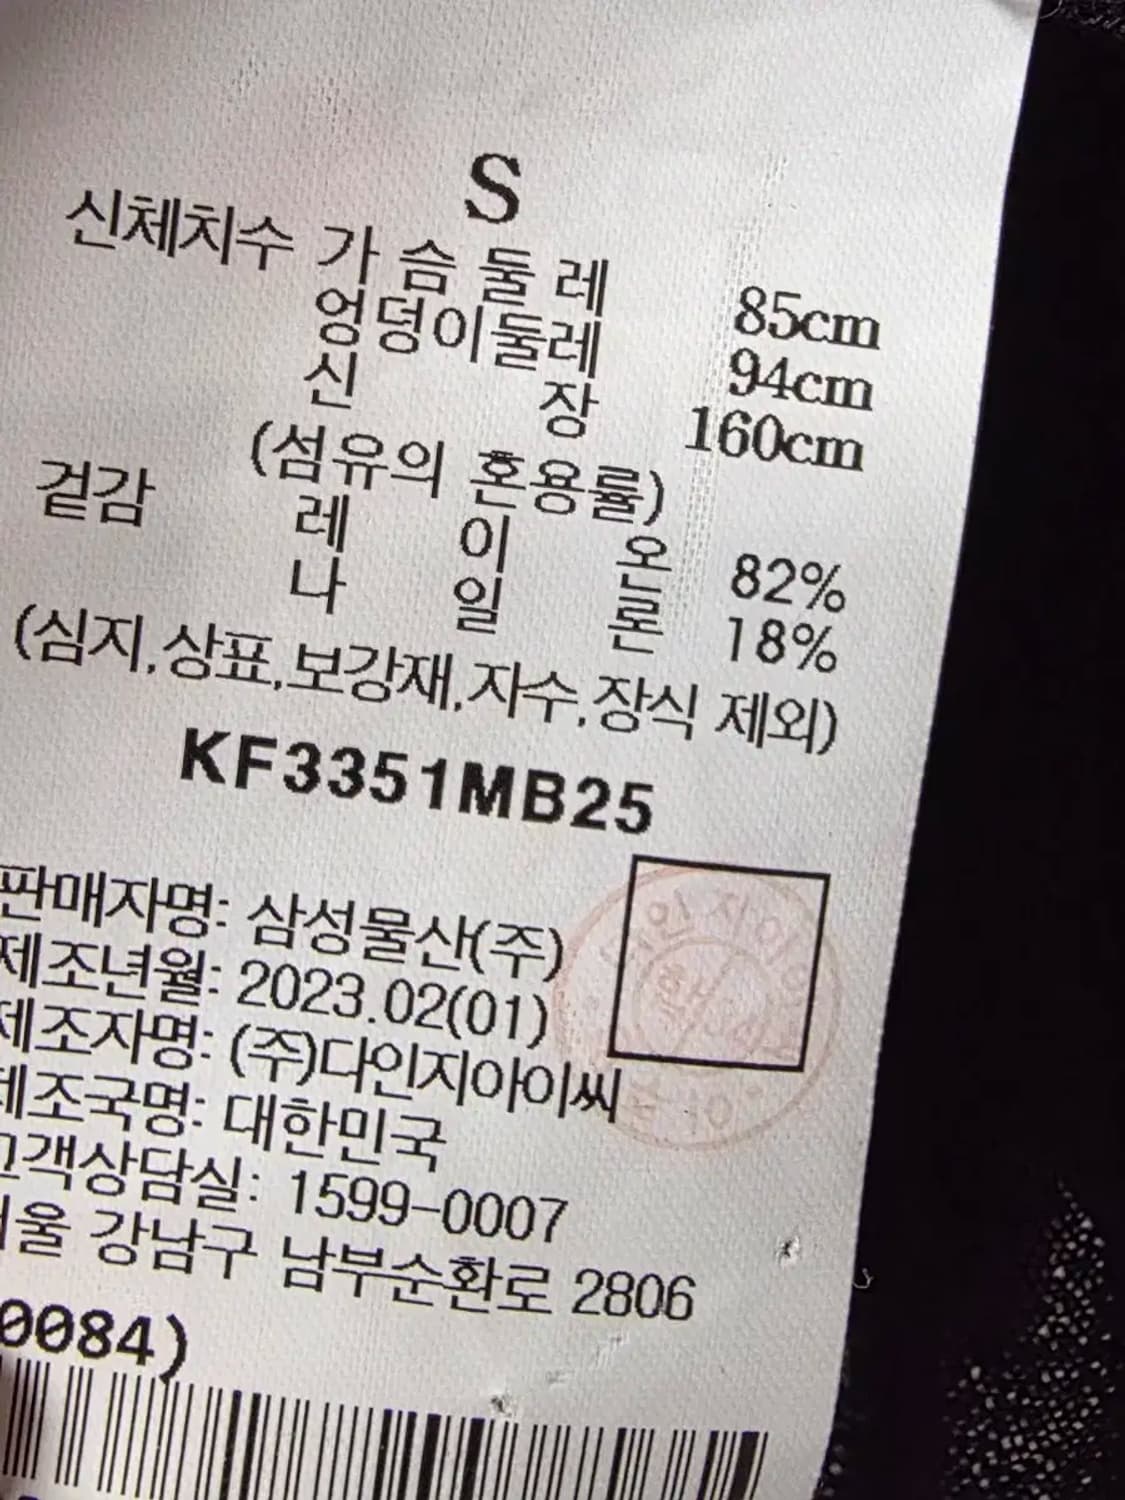 S
신체치수 가슴둘레 85cm
엉덩이둘레 94cm
신장 160cm
(섬유의 혼용률)
겉감 레이온 82%
나일론 18%
(심지,상표,보강재,자수,장식 제외)
KF3351MB25
판매자명: 삼성물산(주)
제조년월: 2023.02(01)
제조자명: (주)다인지아이씨
제조국명: 대한민국
고객상담실: 1599-0007
서울 강남구 남부순환로 2806
0084)